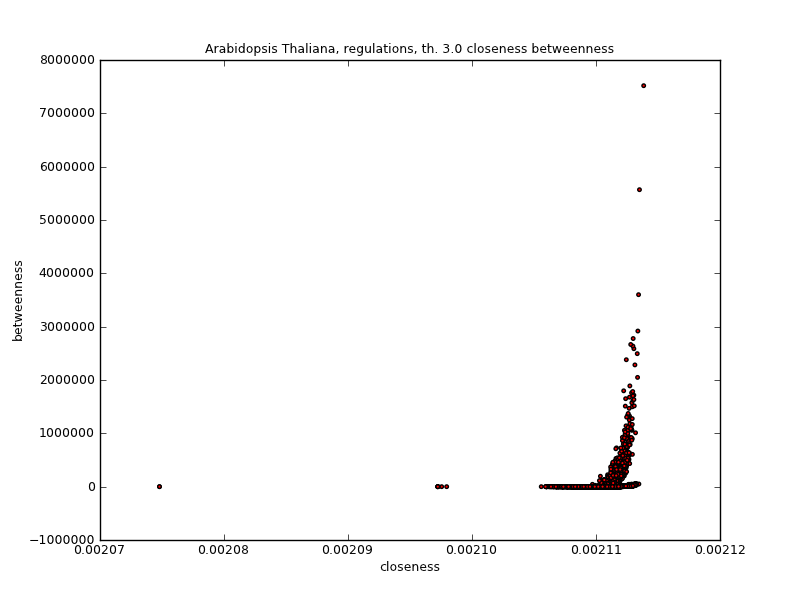 Arabidopsis Thaliana, regulations, th. 3.0 closeness betweenness
8000000
7000000
6000000
5000000
4000000
3000000
2000000
1000000
0
−1000000
betweenness
0.00207 0.00208 0.00209 0.00210 0.00211 0.00212
closeness